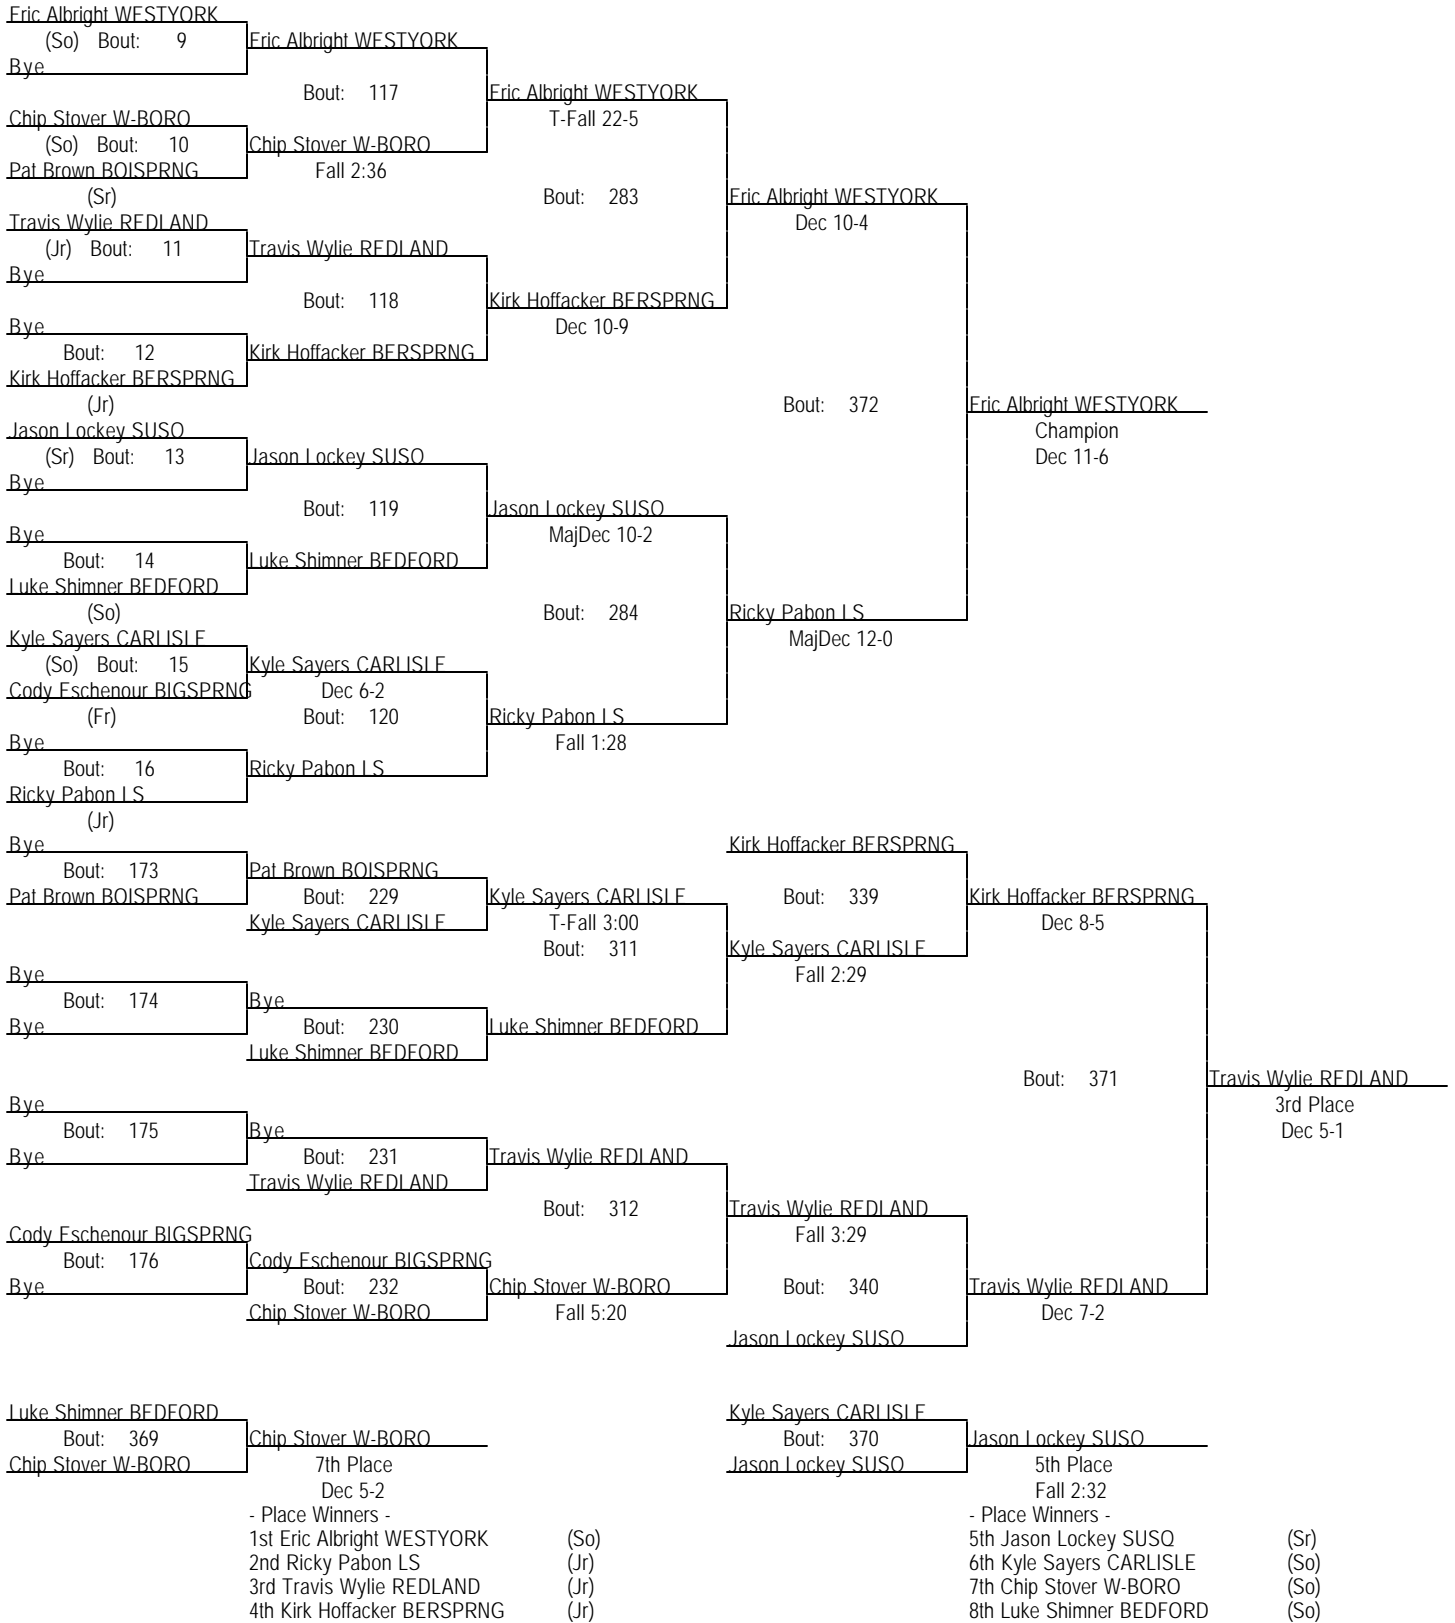 Eric Albright WESTYORK
(So) Bout: 9 Eric Albright WESTYORK
Bye
Bout: 117 Eric Albright WESTYORK
Chip Stover W-BORO T-Fall 22-5
(So) Bout: 10 Chip Stover W-BORO
Pat Brown BOISPRNG Fall 2:36
(Sr) Bout: 283 Eric Albright WESTYORK
Travis Wylie REDLAND Dec 10-4
(Jr) Bout: 11 Travis Wylie REDLAND
Bye
Bout: 118 Kirk Hoffacker BERSPRNG
Bye Dec 10-9
Bout: 12 Kirk Hoffacker BERSPRNG
Kirk Hoffacker BERSPRNG
(Jr) Bout: 372 Eric Albright WESTYORK
Jason Lockey SUSQ Champion
(Sr) Bout: 13 Jason Lockey SUSQ Dec 11-6
Bye
Bout: 119 Jason Lockey SUSQ
Bye MajDec 10-2
Bout: 14 Luke Shimner BEDFORD
Luke Shimner BEDFORD
(So) Bout: 284 Ricky Pabon LS
Kyle Sayers CARLISLE MajDec 12-0
(So) Bout: 15 Kyle Sayers CARLISLE
Cody Eschenour BIGSPRNG Dec 6-2
(Fr) Bout: 120 Ricky Pabon LS
Bye Fall 1:28
Bout: 16 Ricky Pabon LS
Ricky Pabon LS
(Jr)
Bye Kirk Hoffacker BERSPRNG
Bout: 173 Pat Brown BOISPRNG
Pat Brown BOISPRNG Bout: 229 Kyle Sayers CARLISLE Bout: 339 Kirk Hoffacker BERSPRNG
Kyle Sayers CARLISLE T-Fall 3:00 Dec 8-5
Bout: 311 Kyle Sayers CARLISLE
Bye Fall 2:29
Bout: 174 Bye
Bye Bout: 230 Luke Shimner BEDFORD
Luke Shimner BEDFORD
Bout: 371 Travis Wylie REDLAND
Bye 3rd Place
Bout: 175 Bye Dec 5-1
Bye Bout: 231 Travis Wylie REDLAND
Travis Wylie REDLAND
Bout: 312 Travis Wylie REDLAND
Cody Eschenour BIGSPRNG Fall 3:29
Bout: 176 Cody Eschenour BIGSPRNG
Bye Bout: 232 Chip Stover W-BORO Bout: 340 Travis Wylie REDLAND
Chip Stover W-BORO Fall 5:20 Dec 7-2
Jason Lockey SUSQ
Luke Shimner BEDFORD Kyle Sayers CARLISLE
Bout: 369 Chip Stover W-BORO Bout: 370 Jason Lockey SUSQ
Chip Stover W-BORO 7th Place Jason Lockey SUSQ 5th Place
Dec 5-2 Fall 2:32
- Place Winners - - Place Winners -
1st Eric Albright WESTYORK (So) 5th Jason Lockey SUSQ (Sr)
2nd Ricky Pabon LS (Jr) 6th Kyle Sayers CARLISLE (So)
3rd Travis Wylie REDLAND (Jr) 7th Chip Stover W-BORO (So)
4th Kirk Hoffacker BERSPRNG (Jr) 8th Luke Shimner BEDFORD (So)